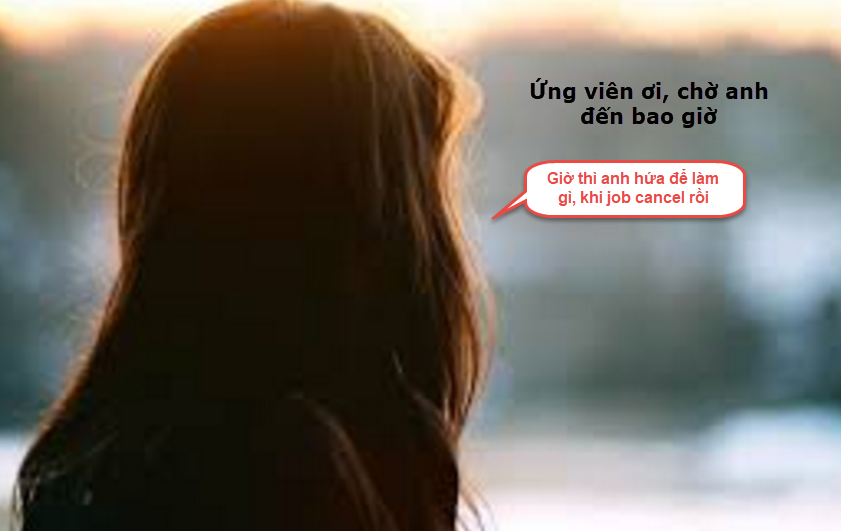 Ứng viên ơi, chờ anh
đến bao giờ
Giờ thì anh hứa để làm
gì, khi job cancel rồi